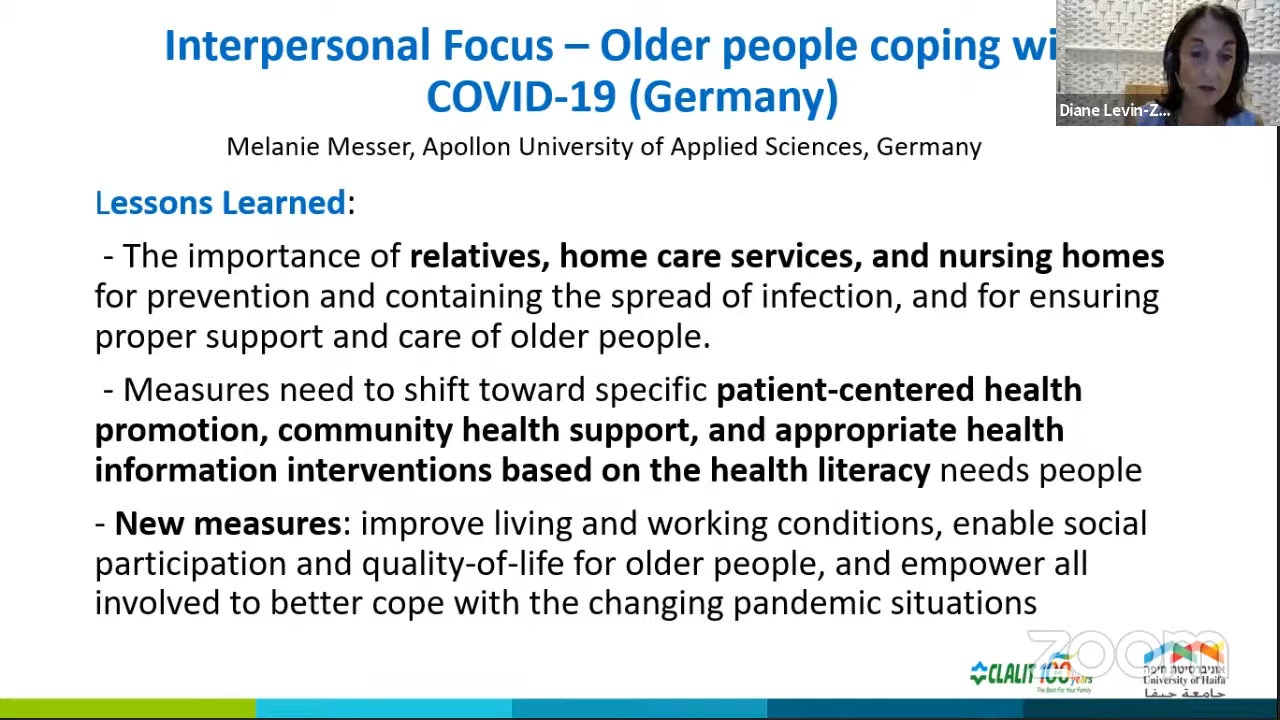 Interpersonal Focus – Older people coping wi
COVID-19 (Germany)
Diane Levin-Z...
Melanie Messer, Apollon University of Applied Sciences, Germany
Lessons Learned:
- The importance of relatives, home care services, and nursing homes
for prevention and containing the spread of infection, and for ensuring
proper support and care of older people.
- Measures need to shift toward specific patient-centered health
promotion, community health support, and appropriate health
information interventions based on the health literacy needs people
- New measures: improve living and working conditions, enable social
participation and quality-of-life for older people, and empower all
involved to better cope with the changing pandemic situations
zoom
CLALIT 100 years
The Best For Your Family
אוניברסיטת חיפה
University of Haifa
جامعة حيفا